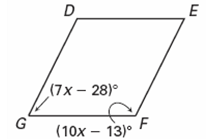 D E
(7x − 28)°
G F
(10x − 13)°